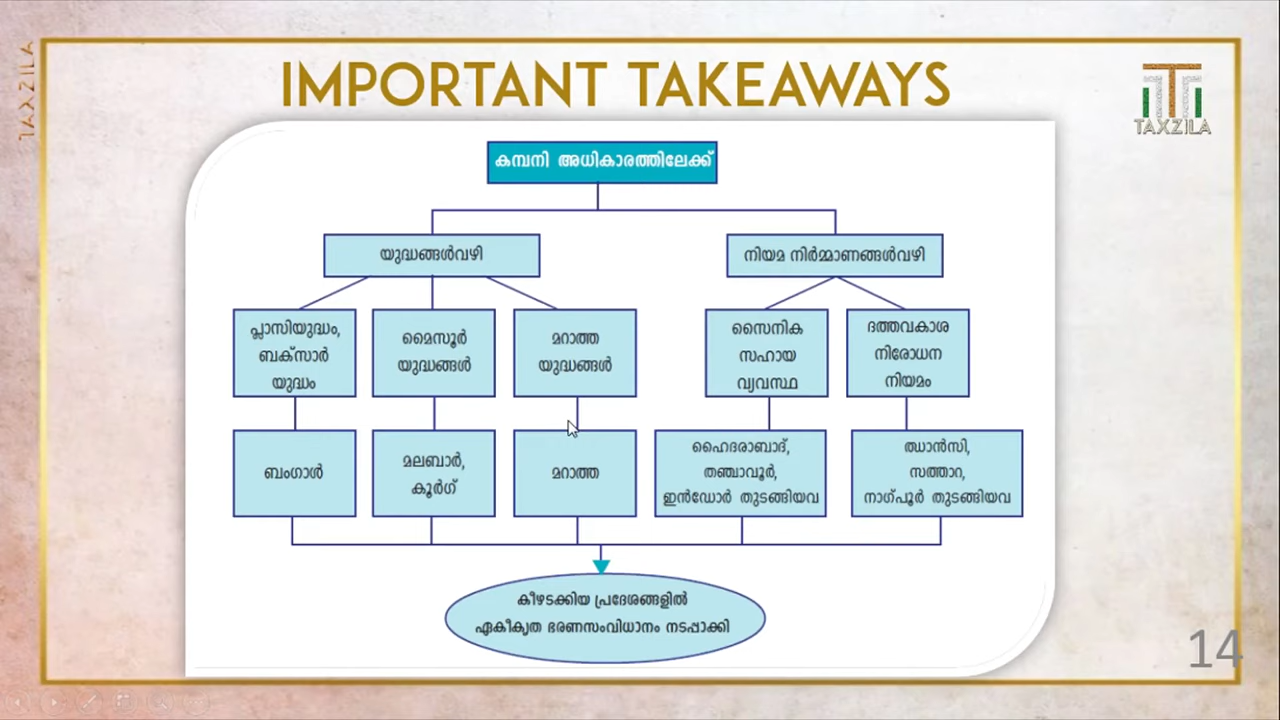 TAXZILA
IMPORTANT TAKEAWAYS
TAXZILA
കമ്പനി അധികാരത്തിലേക്ക്
യുദ്ധങ്ങൾവഴി
നിയമ നിർമ്മാണങ്ങൾവഴി
പ്ലാസിയുദ്ധം,
ബക്സാർ
യുദ്ധം
മൈസൂർ
യുദ്ധങ്ങൾ
മറാത്ത
യുദ്ധങ്ങൾ
സൈനിക
സഹായ
വ്യവസ്ഥ
ദത്തവകാശ
നിരോധന
നിയമം
ബംഗാൾ
മലബാർ,
കൂർഗ്
മറാത്ത
ഹൈദരാബാദ്,
തഞ്ചാവൂർ,
ഇൻഡോർ തുടങ്ങിയവ
ഝാൻസി,
സത്താറ,
നാഗ്പൂർ തുടങ്ങിയവ
കീഴടക്കിയ പ്രദേശങ്ങളിൽ
ഏകീകൃത ഭരണസംവിധാനം നടപ്പാക്കി
14